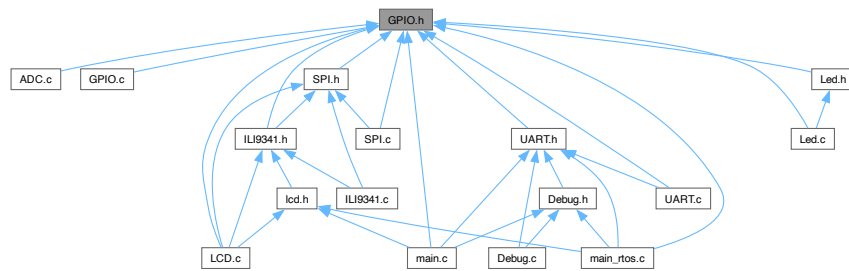 GPIO.h
ADC.c
GPIO.c
SPI.h
Led.h
ILI9341.h
SPI.c
UART.h
Led.c
lcd.h
ILI9341.c
Debug.h
UART.c
LCD.c
main.c
Debug.c
main_rtos.c